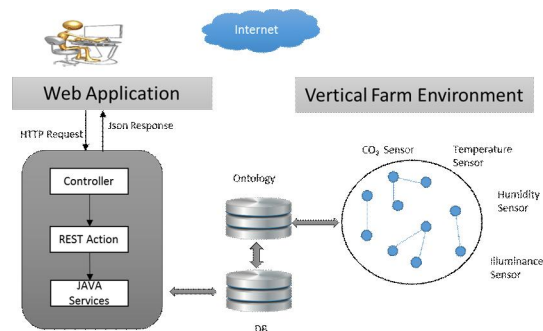 Internet
Web Application
Vertical Farm Environment
HTTP Request
Json Response
Controller
REST Action
JAVA
Services
Ontology
DB
CO₂ Sensor
Temperature
Sensor
Humidity
Sensor
Illuminance
Sensor